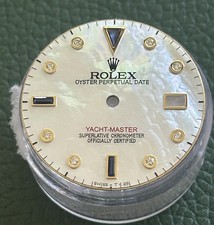 ROLEX
OYSTER PERPETUAL DATE
YACHT-MASTER
SUPERLATIVE CHRONOMETER
OFFICIALLY CERTIFIED